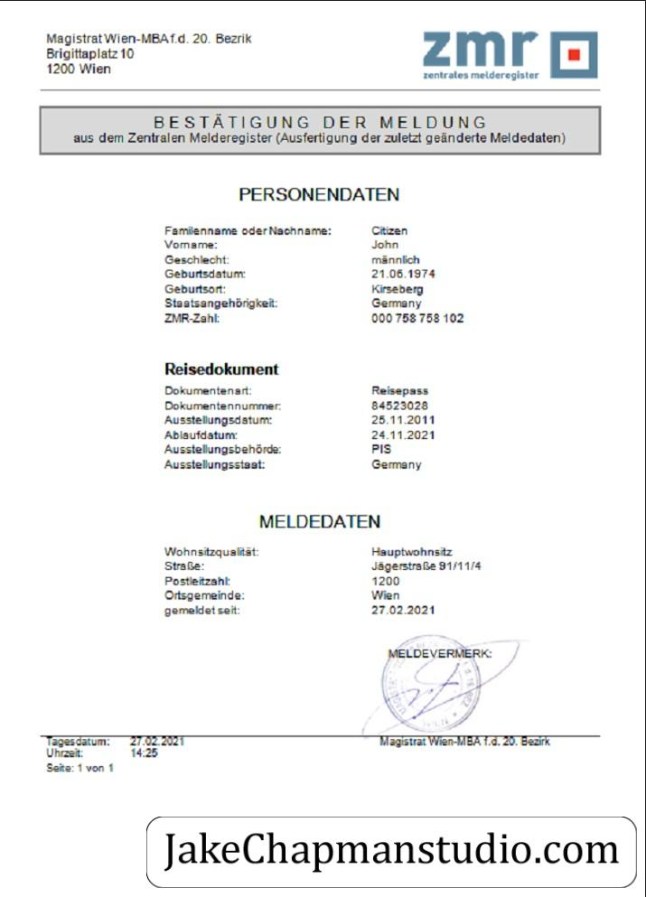 Magistrat Wien-MBA f.d. 20. Bezrik
Brigittaplatz 10
1200 Wien
zmr
zentrales melderegister
BESTÄTIGUNG DER MELDUNG
aus dem Zentralen Melderegister (Ausfertigung der zuletzt geänderte Meldedaten)
PERSONENDATEN
Familenname oder Nachname: Citizen
Vorname: John
Geschlecht: männlich
Geburtsdatum: 21.06.1974
Geburtsort: Kirseberg
Staatsangehörigkeit: Germany
ZMR-Zahl: 000 758 758 102
Reisedokument
Dokumentenart: Reisepass
Dokumentennummer: 84523028
Ausstellungsdatum: 25.11.2011
Ablaufdatum: 24.11.2021
Ausstellungsbehörde: PIS
Ausstellungsstaat: Germany
MELDEDATEN
Wohnsitzqualität: Hauptwohnsitz
Straße: Jägerstraße 91/11/4
Postleitzahl: 1200
Ortsgemeinde: Wien
gemeldet seit: 27.02.2021
MELDEVERMERK:
Tagesdatum: 27.02.2021
Magistrat Wien-MBA f.d. 20. Bezirk
Uhrzeit: 14:25
Seite: 1 von 1
JakeChapmanstudio.com